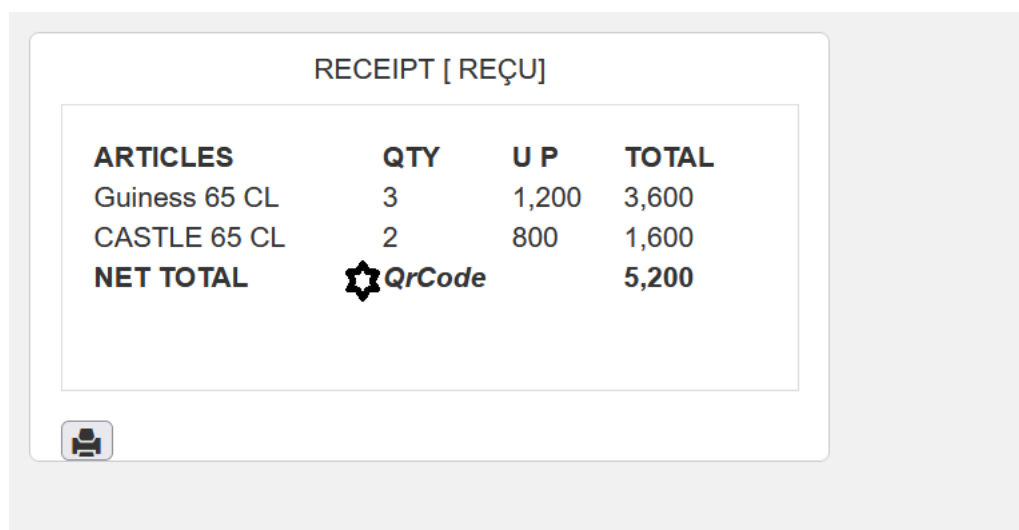 RECEIPT [ REÇU]
ARTICLES QTY U P TOTAL
Guiness 65 CL 3 1,200 3,600
CASTLE 65 CL 2 800 1,600
NET TOTAL QrCode 5,200